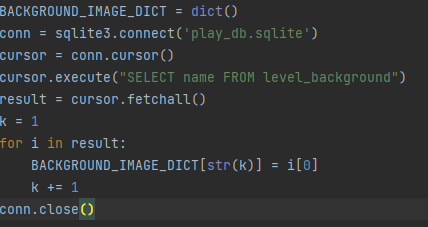 BACKGROUND_IMAGE_DICT = dict()
conn = sqlite3.connect('play_db.sqlite')
cursor = conn.cursor()
cursor.execute("SELECT name FROM level_background")
result = cursor.fetchall()
k = 1
for i in result:
    BACKGROUND_IMAGE_DICT[str(k)] = i[0]
    k += 1
conn.close()